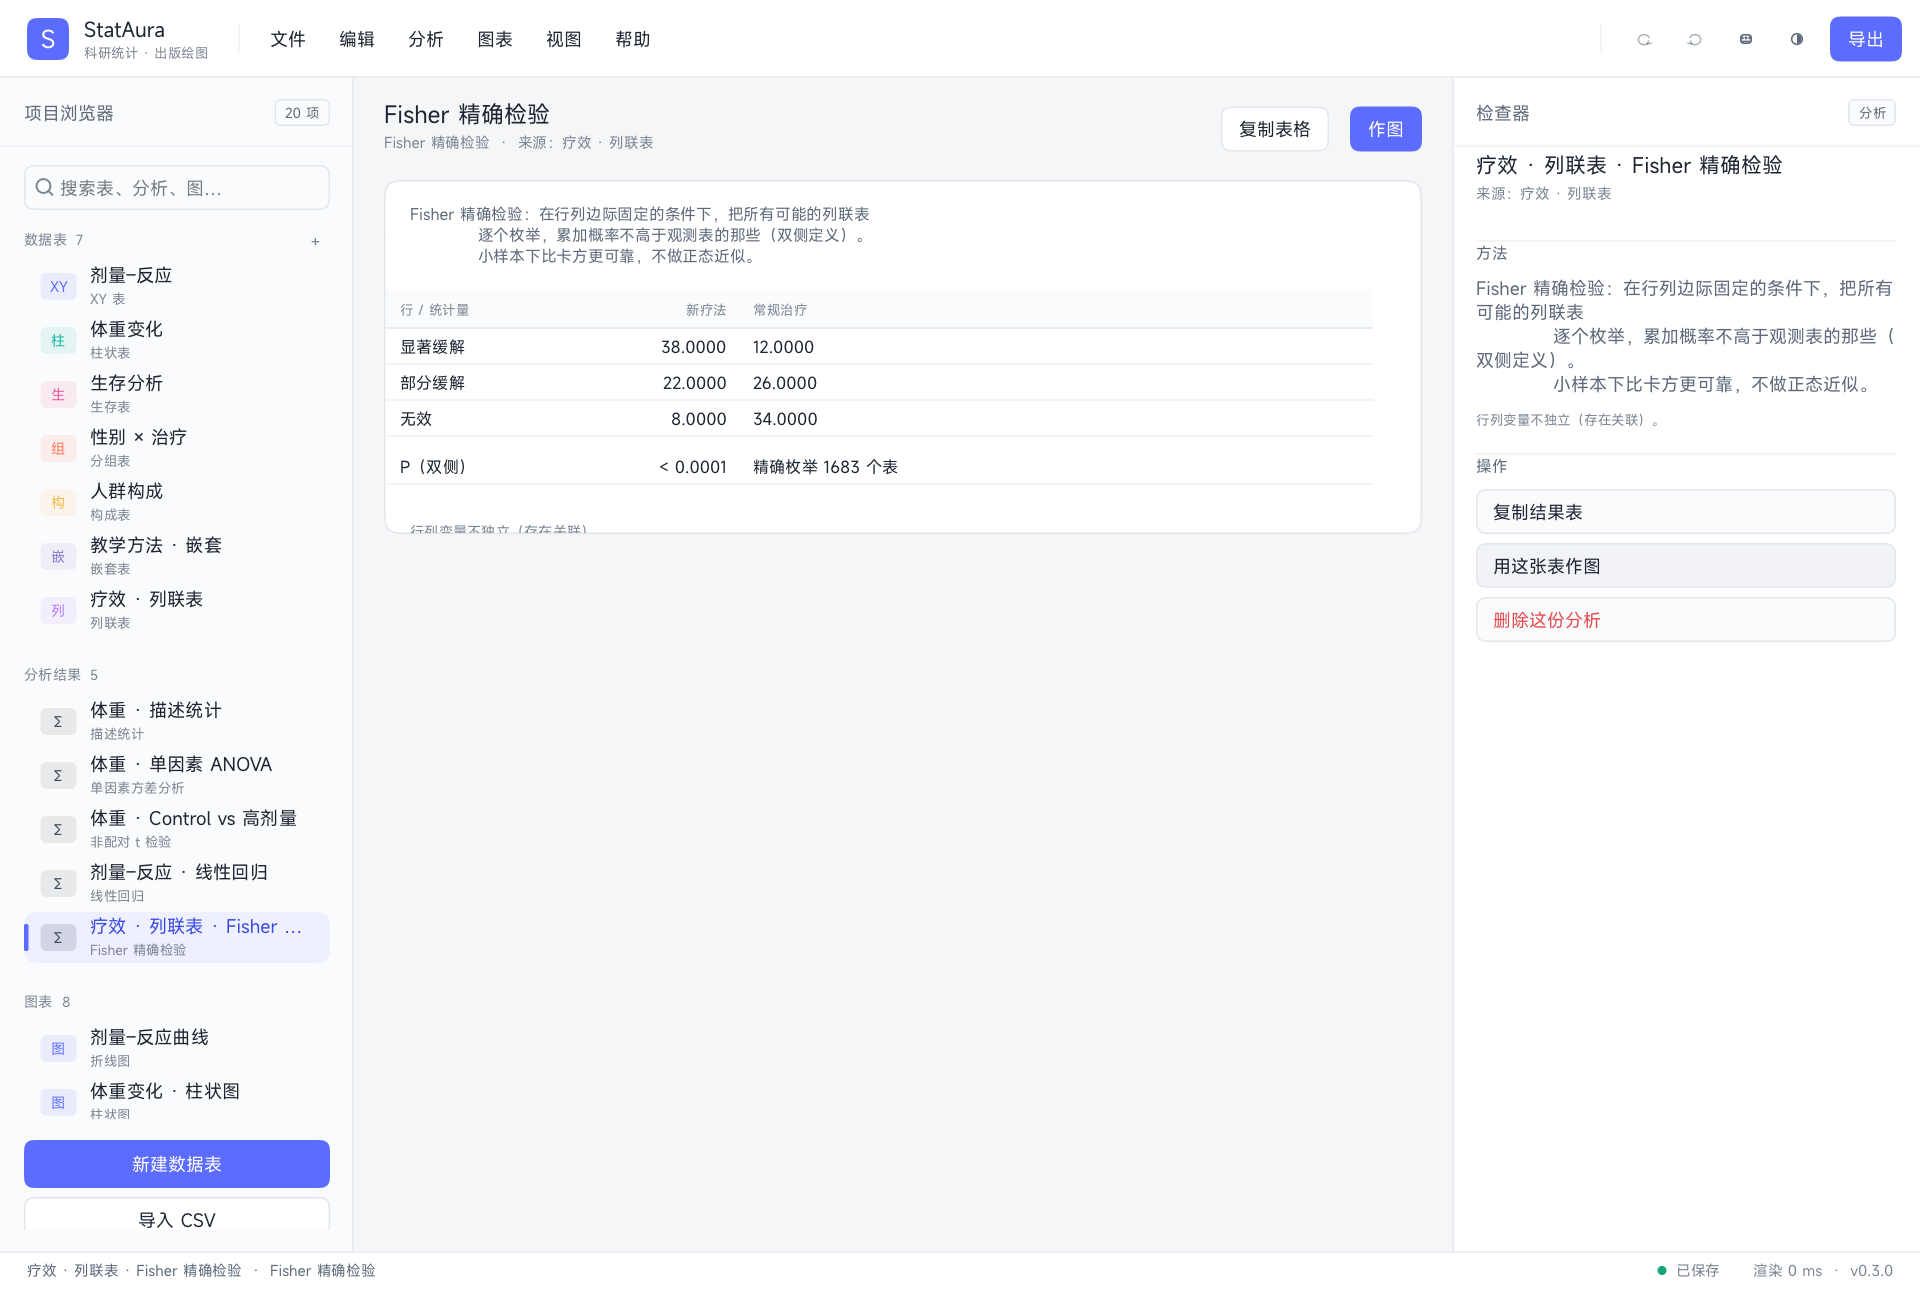 S
StatAura
科研统计 · 出版绘图
文件
编辑
分析
图表
视图
帮助
导出
项目浏览器
20 项
搜索表、分析、图…
数据表 7
+
XY
剂量–反应
XY 表
柱
体重变化
柱状表
生
生存分析
生存表
组
性别 × 治疗
分组表
构
人群构成
构成表
嵌
教学方法 · 嵌套
嵌套表
列
疗效 · 列联表
列联表
分析结果 5
Σ
体重 · 描述统计
描述统计
Σ
体重 · 单因素 ANOVA
单因素方差分析
Σ
体重 · Control vs 高剂量
非配对 t 检验
Σ
剂量–反应 · 线性回归
线性回归
Σ
疗效 · 列联表 · Fisher …
Fisher 精确检验
图表 8
图
剂量–反应曲线
折线图
图
体重变化 · 柱状图
柱状图
新建数据表
导入 CSV
Fisher 精确检验
Fisher 精确检验 · 来源：疗效 · 列联表
复制表格
作图
Fisher 精确检验：在行列边际固定的条件下，把所有可能的列联表
逐个枚举，累加概率不高于观测表的那些（双侧定义）。
小样本下比卡方更可靠，不做正态近似。
行 / 统计量 新疗法 常规治疗
显著缓解 38.0000 12.0000
部分缓解 22.0000 26.0000
无效 8.0000 34.0000
P（双侧） < 0.0001 精确枚举 1683 个表
行列变量不独立（存在关联）
检查器
分析
疗效 · 列联表 · Fisher 精确检验
来源：疗效 · 列联表
方法
Fisher 精确检验：在行列边际固定的条件下，把所有
可能的列联表
逐个枚举，累加概率不高于观测表的那些（
双侧定义）。
小样本下比卡方更可靠，不做正态近似。
行列变量不独立（存在关联）。
操作
复制结果表
用这张表作图
删除这份分析
疗效 · 列联表 · Fisher 精确检验 · Fisher 精确检验
已保存
渲染 0 ms · v0.3.0